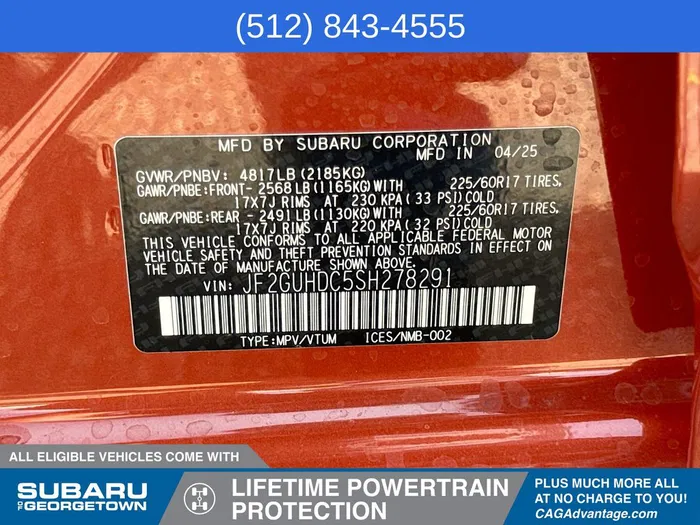 (512) 843-4555
MFD BY SUBARU CORPORATION
MFD IN 04/25
GVWR/PNBV: 4817LB (2185KG)
GAWR/PNBE:FRONT- 2568LB (1165KG) WITH 225/60R17 TIRES,
17X7J RIMS AT 230 KPA ( 33 PSI) COLD
GAWR/PNBE:REAR - 2491LB (1130KG) WITH 225/60R17 TIRES,
17X7J RIMS AT 220 KPA ( 32 PSI) COLD
THIS VEHICLE CONFORMS TO ALL APPLICABLE FEDERAL MOTOR
VEHICLE SAFETY AND THEFT PREVENTION STANDARDS IN EFFECT ON
THE DATE OF MANUFACTURE SHOWN ABOVE.
VIN: JF2GUHDC5SH278291
TYPE:MPV/VTUM ICES/NMB-002
ALL ELIGIBLE VEHICLES COME WITH
SUBARU
OF GEORGETOWN
LIFETIME POWERTRAIN
PROTECTION
PLUS MUCH MORE ALL
AT NO CHARGE TO YOU!
CAGAdvantage.com*